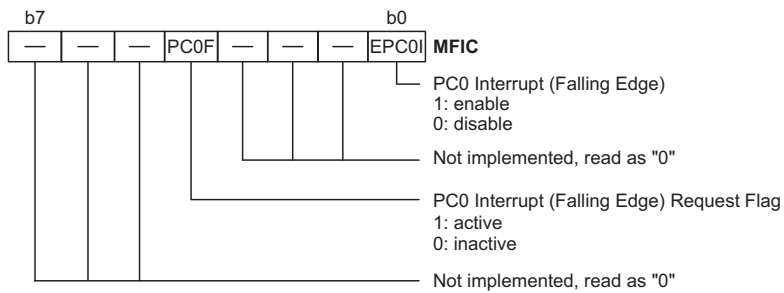 b7 b0
— — — PC0F — — — EPC0I MFIC
PC0 Interrupt (Falling Edge)
1: enable
0: disable
Not implemented, read as "0"
PC0 Interrupt (Falling Edge) Request Flag
1: active
0: inactive
Not implemented, read as "0"